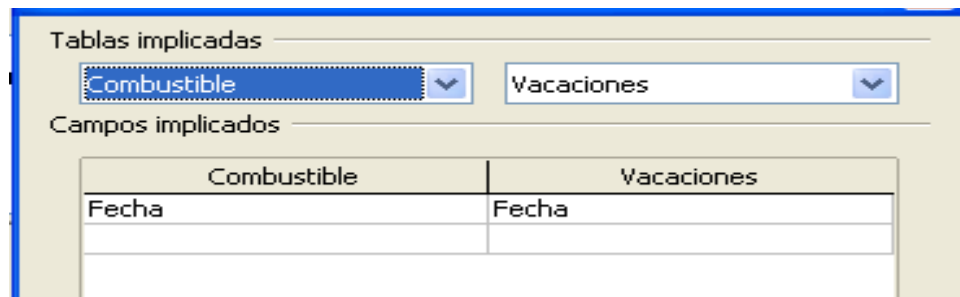 Tablas implicadas
Combustible Vacaciones
Campos implicados
Combustible Vacaciones
Fecha Fecha